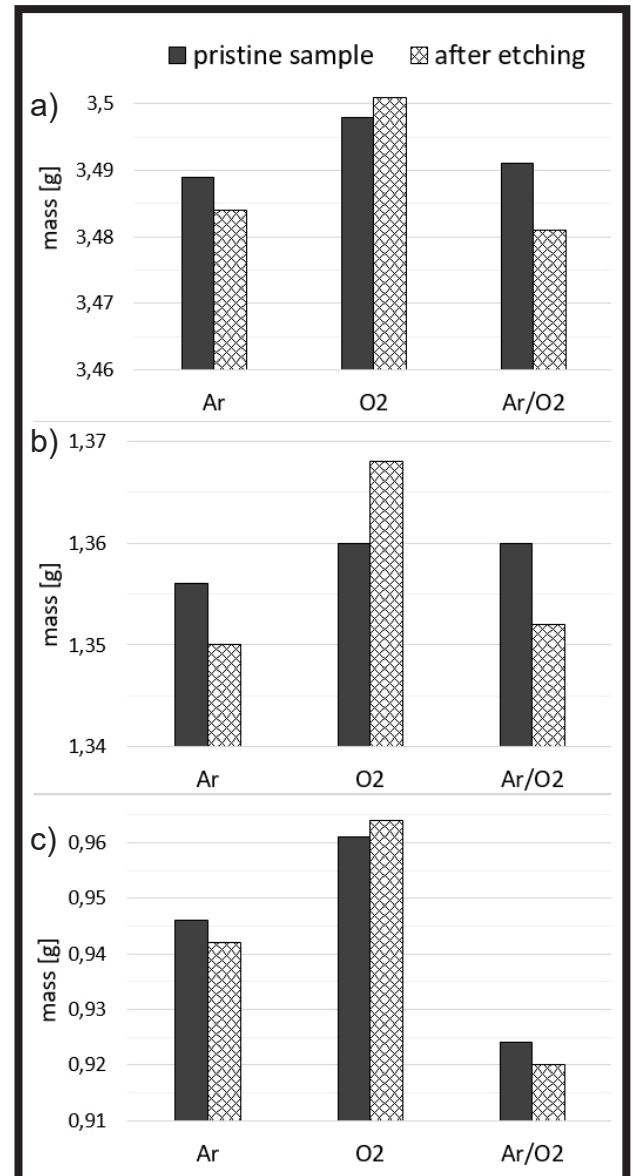 pristine sample after etching
a)
mass [g]
3,5
3,49
3,48
3,47
3,46
Ar O2 Ar/O2
b)
mass [g]
1,37
1,36
1,35
1,34
Ar O2 Ar/O2
c)
mass [g]
0,96
0,95
0,94
0,93
0,92
0,91
Ar O2 Ar/O2